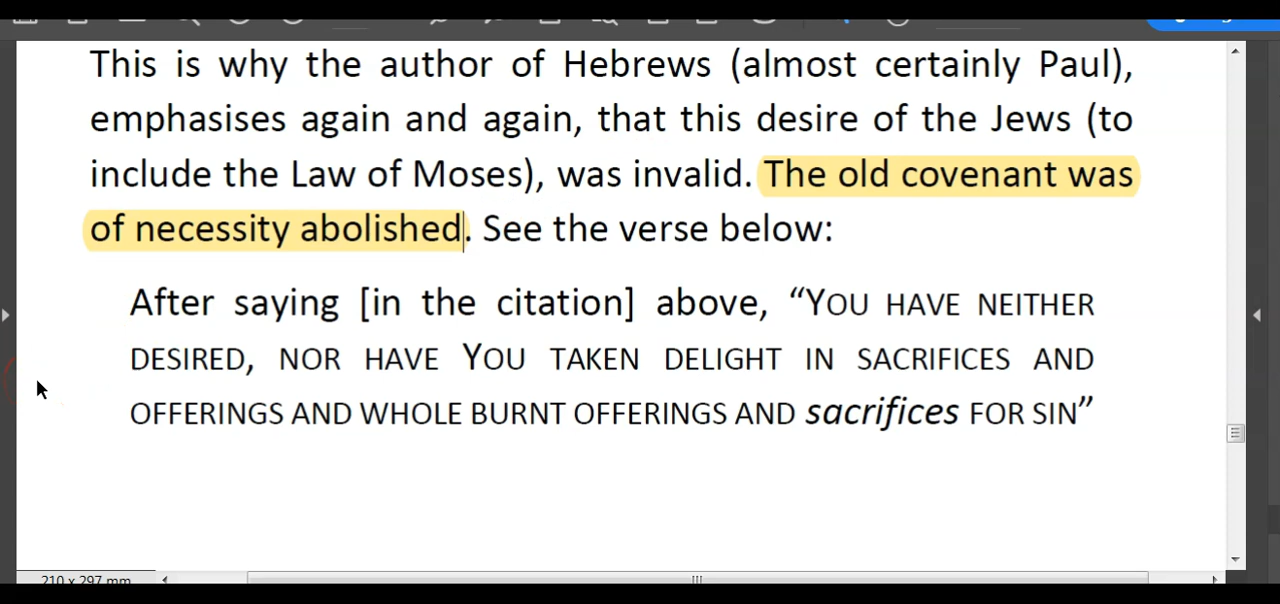 This is why the author of Hebrews (almost certainly Paul),
emphasises again and again, that this desire of the Jews (to
include the Law of Moses), was invalid. The old covenant was
of necessity abolished. See the verse below:
After saying [in the citation] above, “YOU HAVE NEITHER
DESIRED, NOR HAVE YOU TAKEN DELIGHT IN SACRIFICES AND
OFFERINGS AND WHOLE BURNT OFFERINGS AND sacrifices FOR SIN”
210 x 297 mm